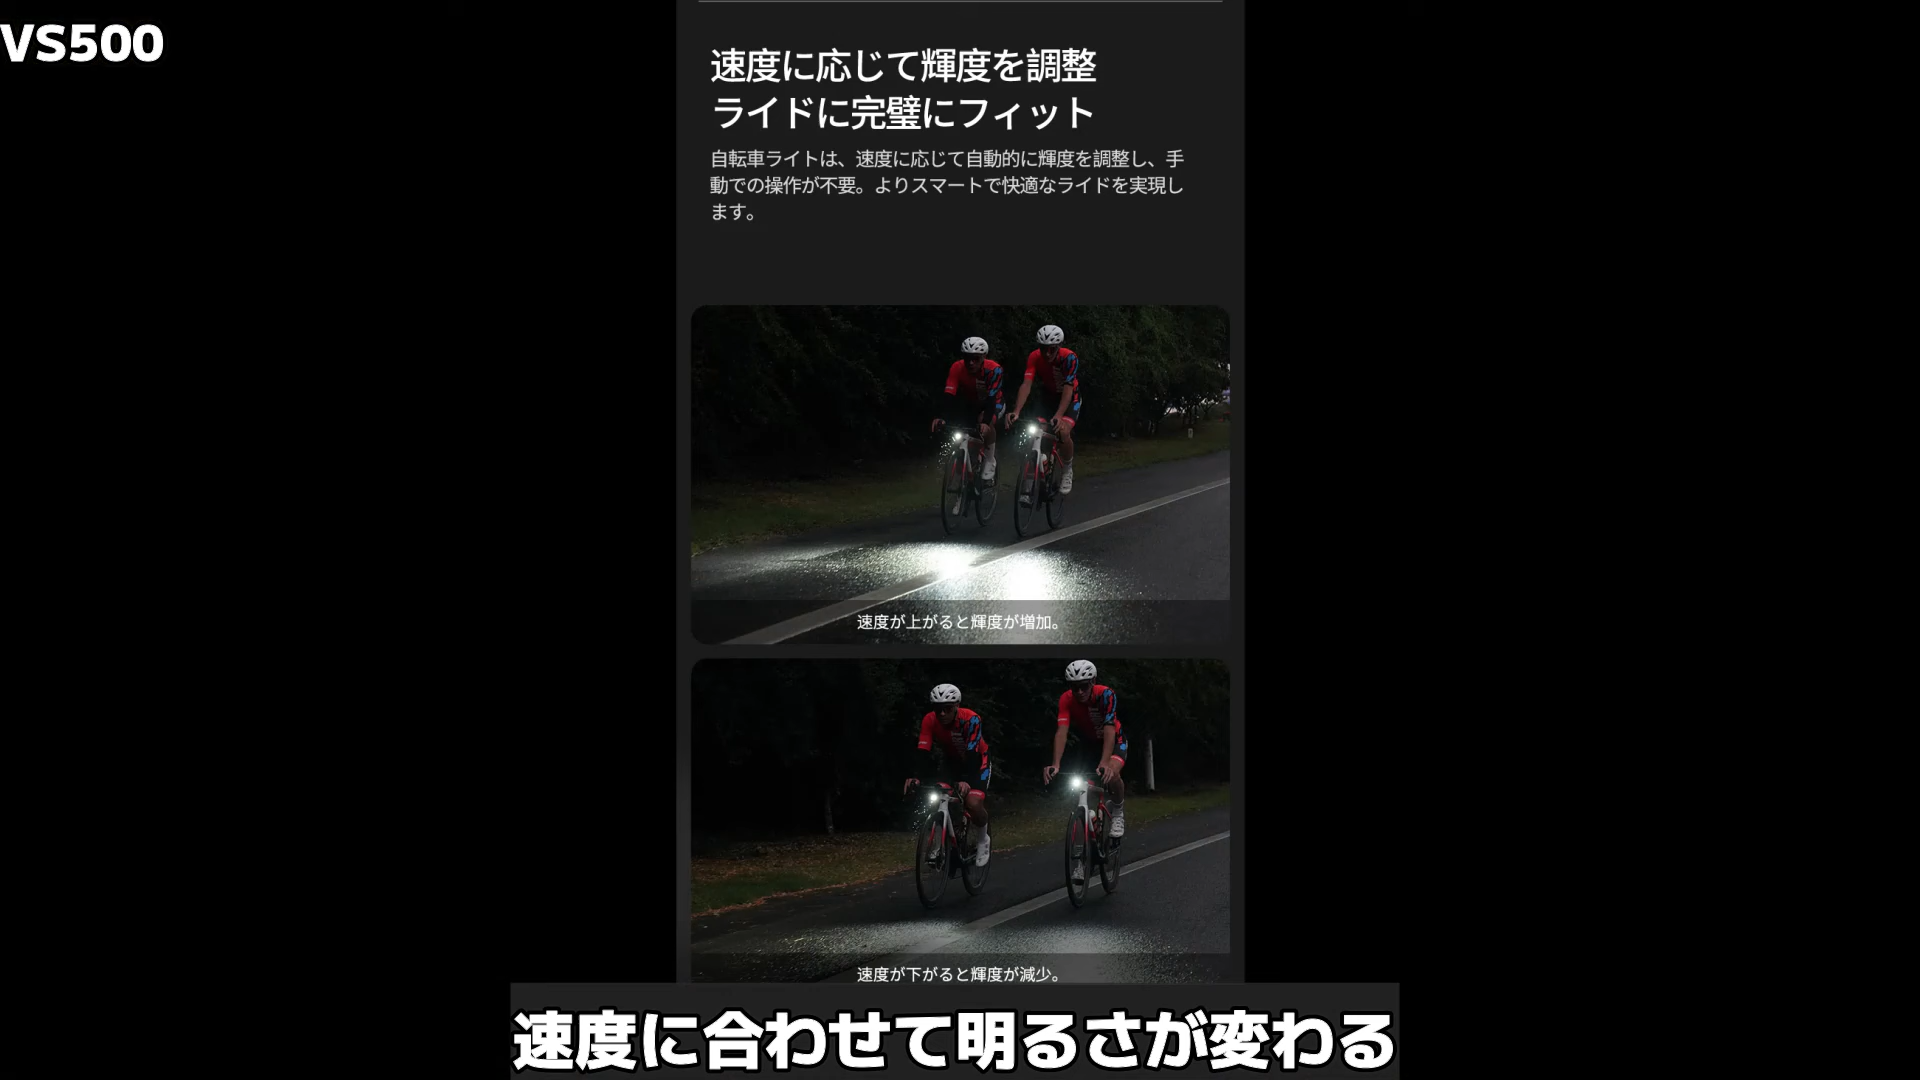 VS500
速度に応じて輝度を調整
ライドに完璧にフィット
自転車ライトは、速度に応じて自動的に輝度を調整し、手
動での操作が不要。よりスマートで快適なライドを実現し
ます。
速度が上がると輝度が増加。
速度が下がると輝度が減少。
速度に合わせて明るさが変わる